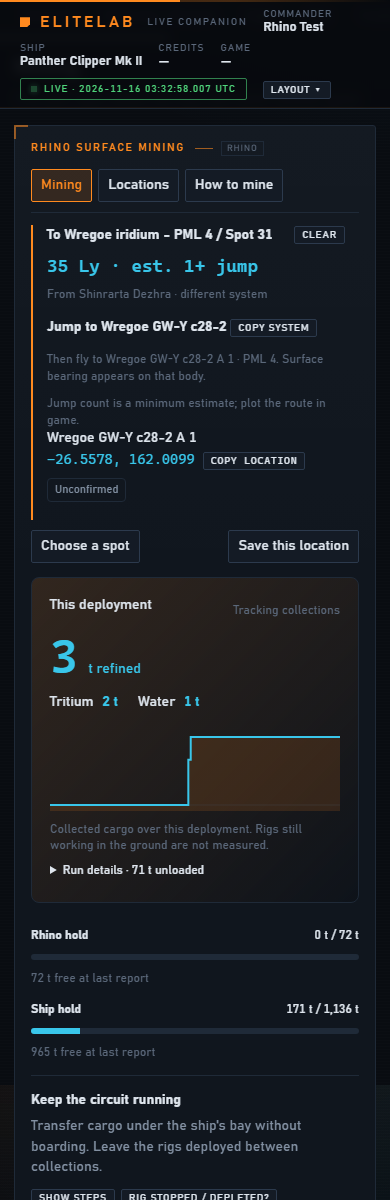 ELITELAB LIVE COMPANION
COMMANDER
Rhino Test
SHIP
Panther Clipper Mk II
CREDITS
—
GAME
—
LIVE · 2026-11-16 03:32:58.007 UTC
LAYOUT ▾
RHINO SURFACE MINING
RHINO
Mining
Locations
How to mine
To Wregoe iridium – PML 4 / Spot 31
CLEAR
35 Ly · est. 1+ jump
From Shinrarta Dezhra · different system
Jump to Wregoe GW-Y c28-2 COPY SYSTEM
Then fly to Wregoe GW-Y c28-2 A 1 · PML 4. Surface
bearing appears on that body.
Jump count is a minimum estimate; plot the route in
game.
Wregoe GW-Y c28-2 A 1
−26.5578, 162.0099 COPY LOCATION
Unconfirmed
Choose a spot
Save this location
This deployment
Tracking collections
3 t refined
Tritium 2 t Water 1 t
Collected cargo over this deployment. Rigs still
working in the ground are not measured.
▶ Run details · 71 t unloaded
Rhino hold 0 t / 72 t
72 t free at last report
Ship hold 171 t / 1,136 t
965 t free at last report
Keep the circuit running
Transfer cargo under the ship's bay without
boarding. Leave the rigs deployed between
collections.
SHOW STEPS RIG STOPPED / DEPLETED?